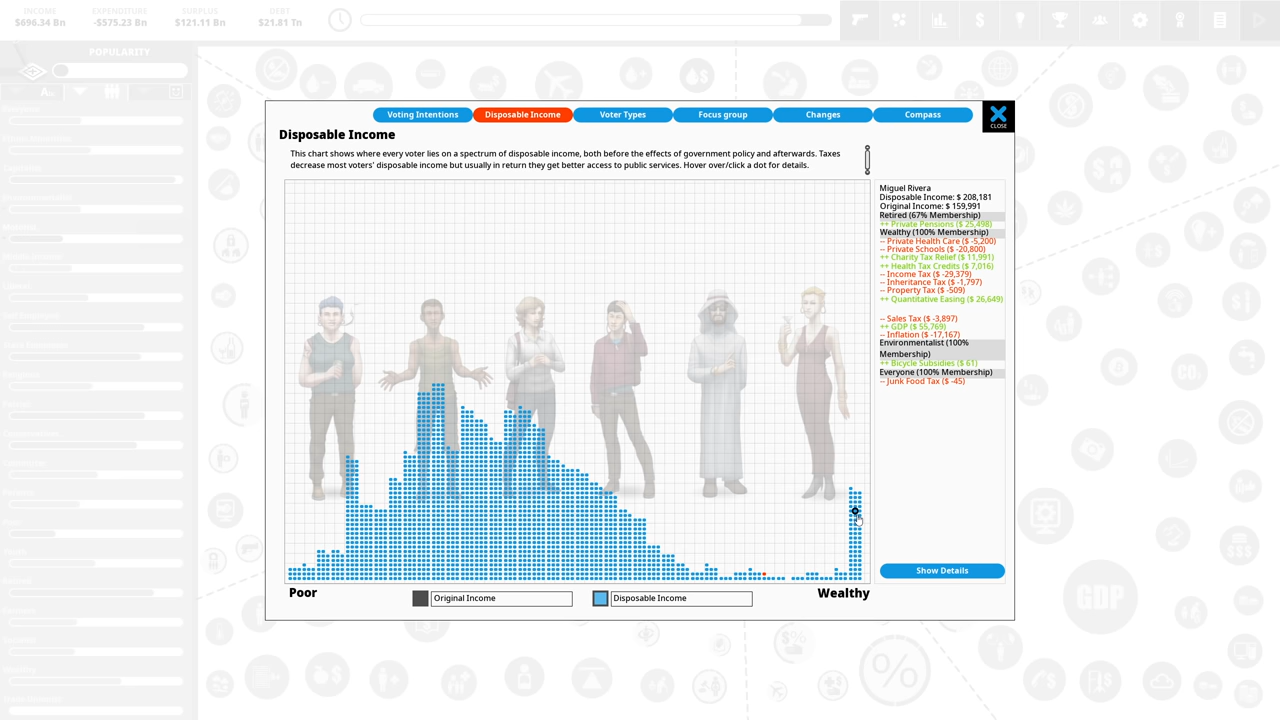 INCOME EXPENDITURE SURPLUS DEBT
$696.34 Bn -$575.23 Bn $121.11 Bn $21.81 Tn
POPULARITY
Voting Intentions
Disposable Income
Voter Types
Focus group
Changes
Compass
CLOSE
Disposable Income
This chart shows where every voter lies on a spectrum of disposable income, both before the effects of government policy and afterwards. Taxes
decrease most voters' disposable income but usually in return they get better access to public services. Hover over/click a dot for details.
Miguel Rivera
Disposable Income: $ 208,181
Original Income: $ 159,991
Retired (67% Membership)
++ Private Pensions ($ 25,498)
Wealthy (100% Membership)
-- Private Health Care ($ -5,200)
-- Private Schools ($ -20,800)
++ Charity Tax Relief ($ 11,991)
++ Health Tax Credits ($ 7,016)
-- Income Tax ($ -29,379)
-- Inheritance Tax ($ -1,797)
-- Property Tax ($ -509)
++ Quantitative Easing ($ 26,649)
-- Sales Tax ($ -3,897)
++ GDP ($ 55,769)
-- Inflation ($ -17,167)
Environmentalist (100%
Membership)
++ Bicycle Subsidies ($ 61)
Everyone (100% Membership)
-- Junk Food Tax ($ -45)
Show Details
Poor
Original Income
Disposable Income
Wealthy
GDP